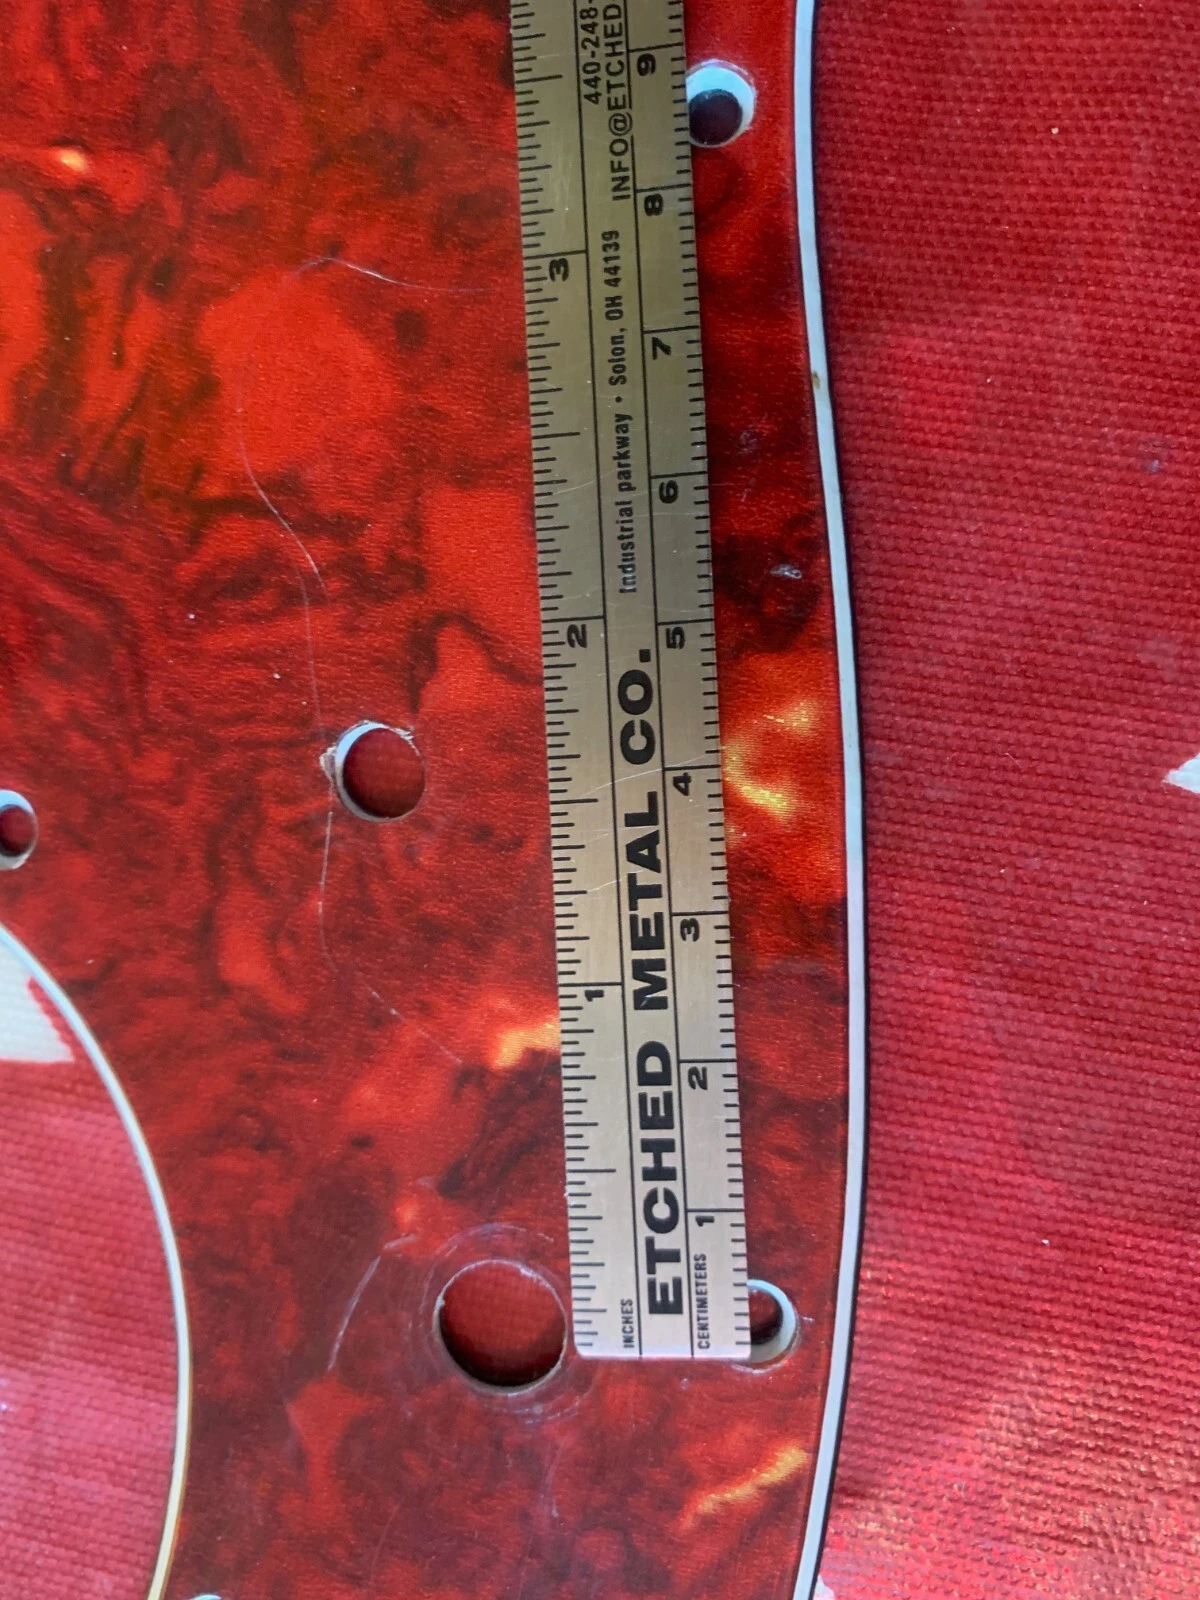 440-248-
INFO@ETCHED-
Industrial parkway • Solon, OH 44139
ETCHED METAL CO.
INCHES
1
2
3
CENTIMETERS
1
2
3
4
5
6
7
8
9